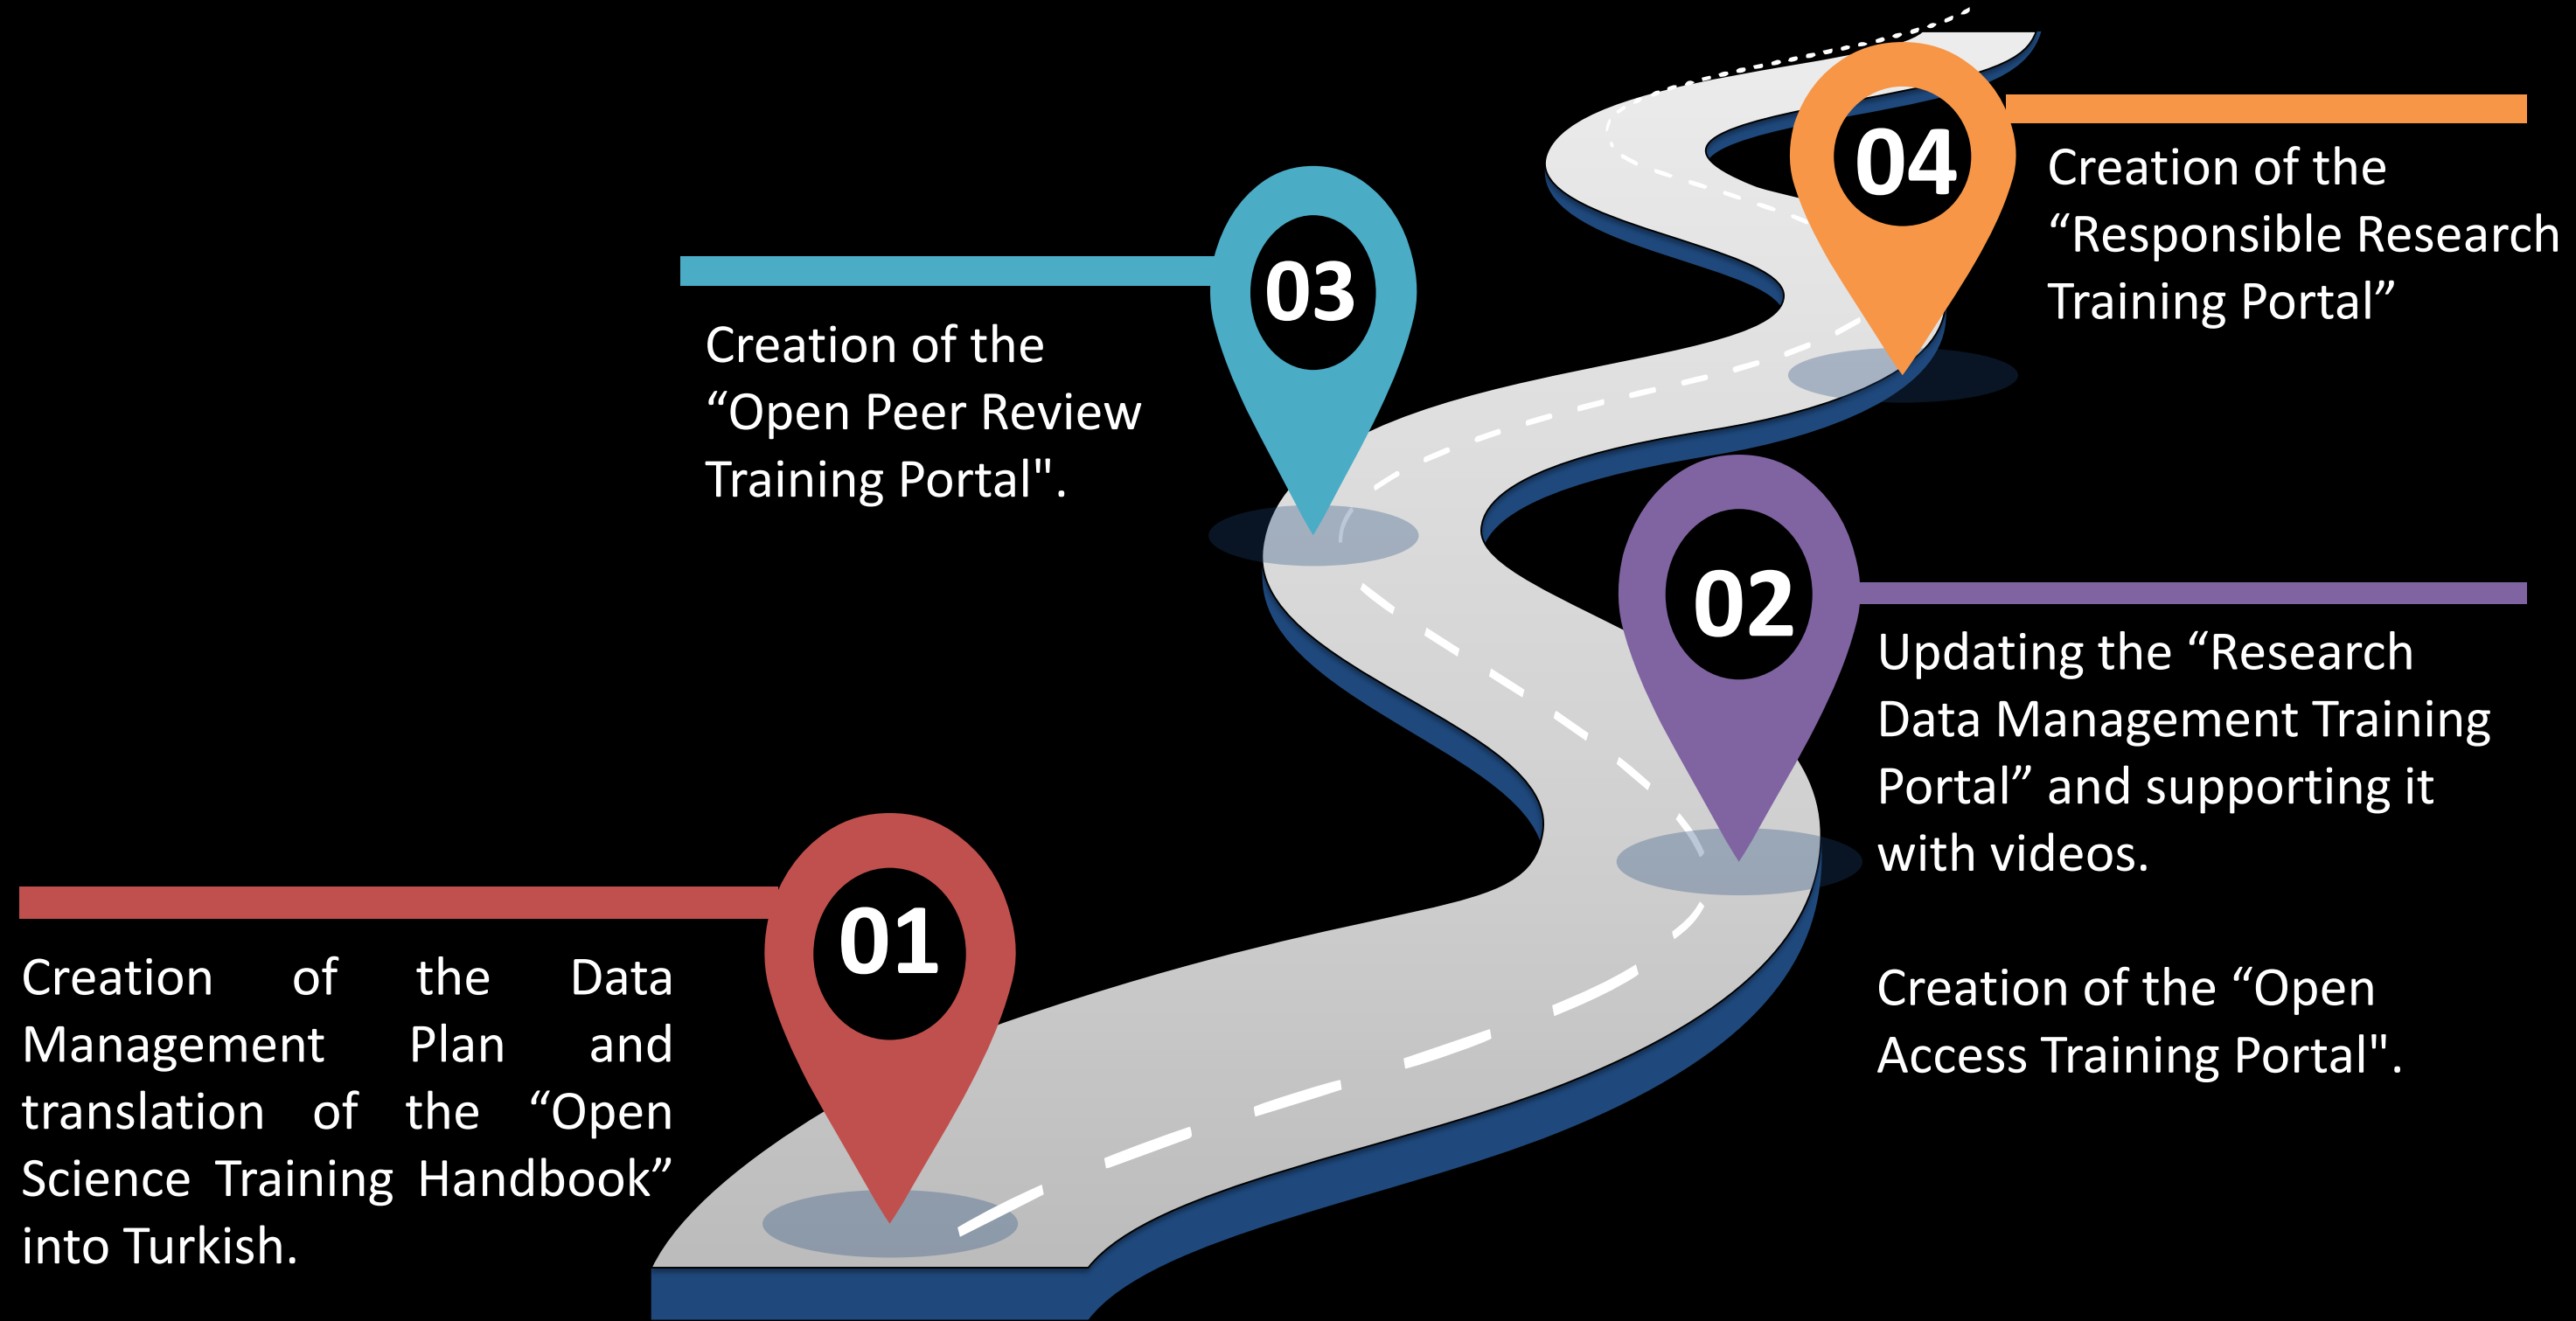 01
Creation of the Data
Management Plan and
translation of the “Open
Science Training Handbook”
into Turkish.
02
Updating the “Research
Data Management Training
Portal” and supporting it
with videos.
Creation of the “Open
Access Training Portal".
03
Creation of the
“Open Peer Review
Training Portal".
04
Creation of the
“Responsible Research
Training Portal”